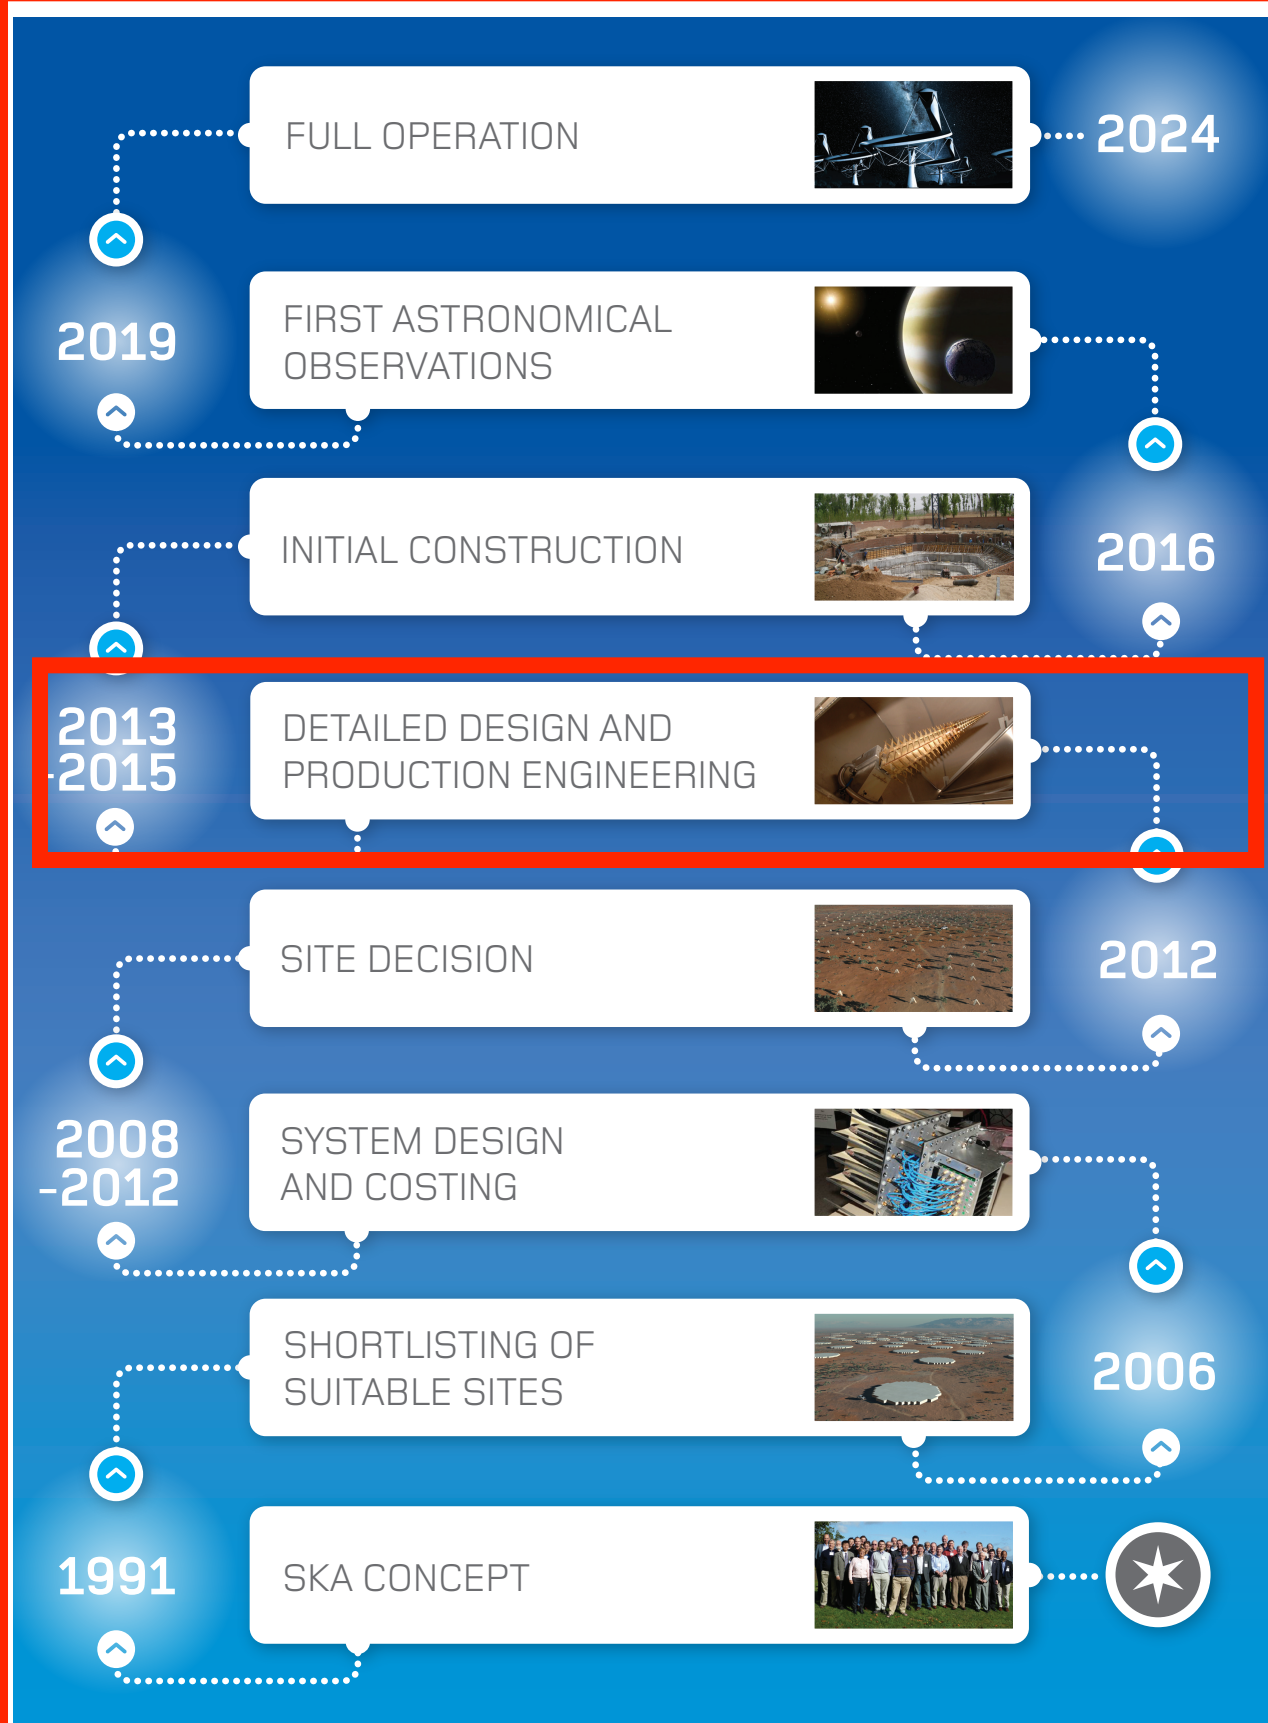 FULL OPERATION
2024
2019
FIRST ASTRONOMICAL
OBSERVATIONS
INITIAL CONSTRUCTION
2016
2013
-2015
DETAILED DESIGN AND
PRODUCTION ENGINEERING
SITE DECISION
2012
2008
-2012
SYSTEM DESIGN
AND COSTING
SHORTLISTING OF
SUITABLE SITES
2006
1991
SKA CONCEPT